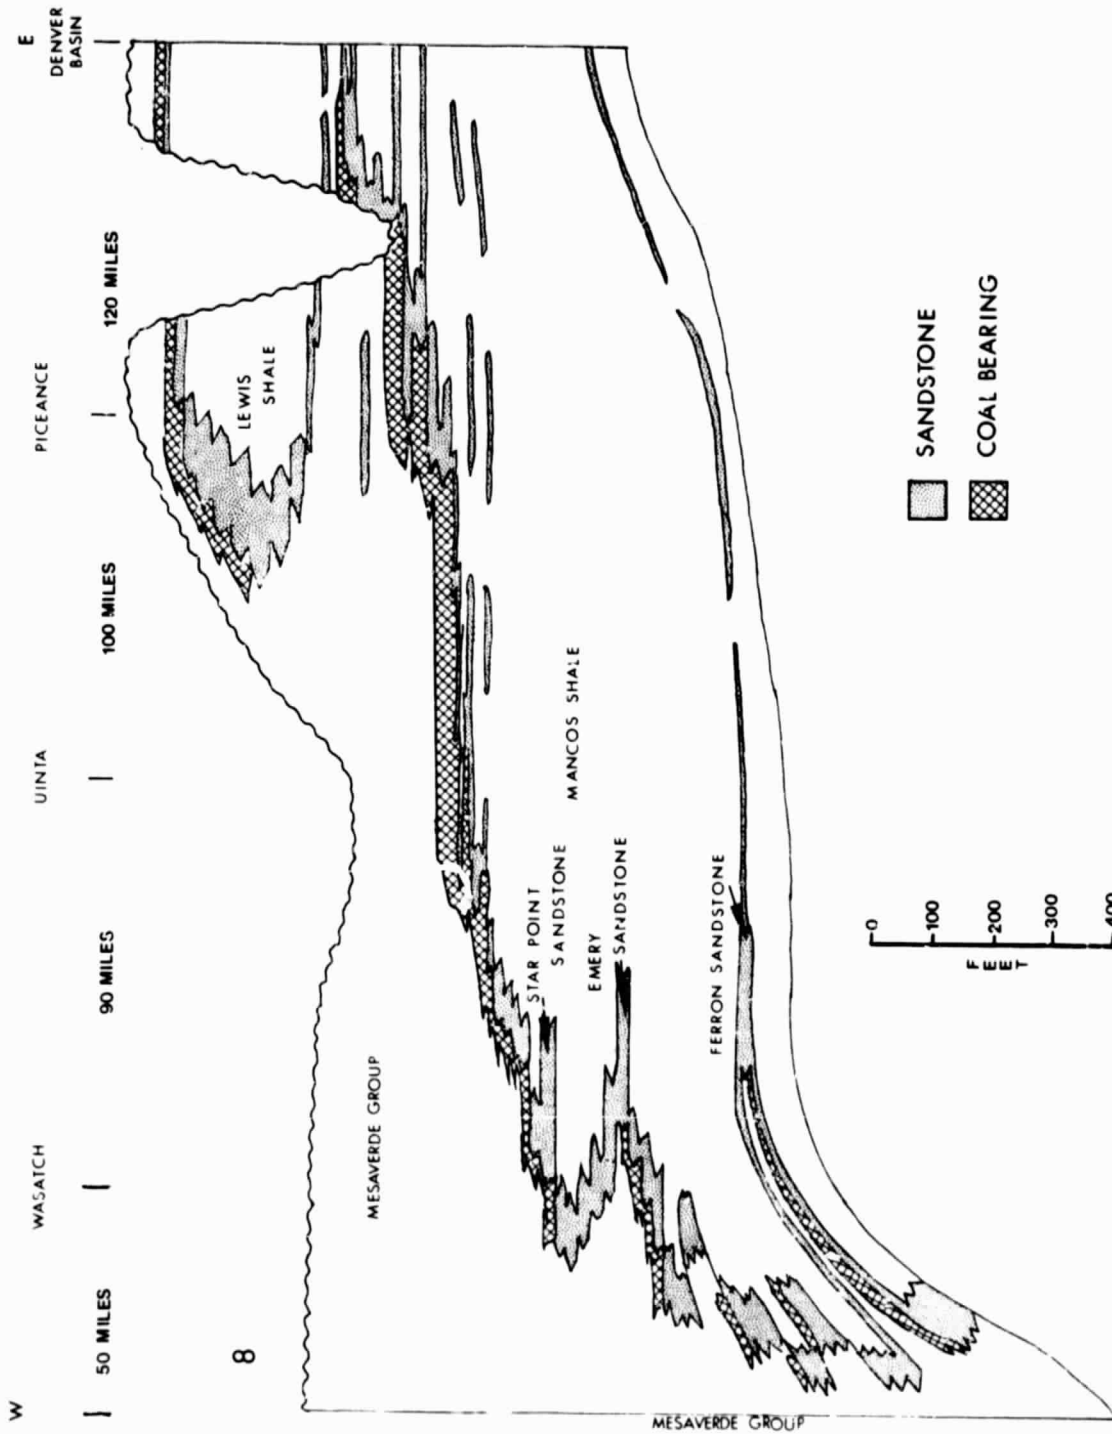 W
E
WASATCH
UINTA
PICEANCE
DENVER
BASIN
50 MILES
90 MILES
100 MILES
120 MILES
8
MESAVERDE GROUP
LEWIS
SHALE
STAR POINT
SANDSTONE
EMERY
SANDSTONE
MANCOS SHALE
FERRON SANDSTONE
MESAVERDE GROUP
SANDSTONE
COAL BEARING
0
100
200
300
400
FEET